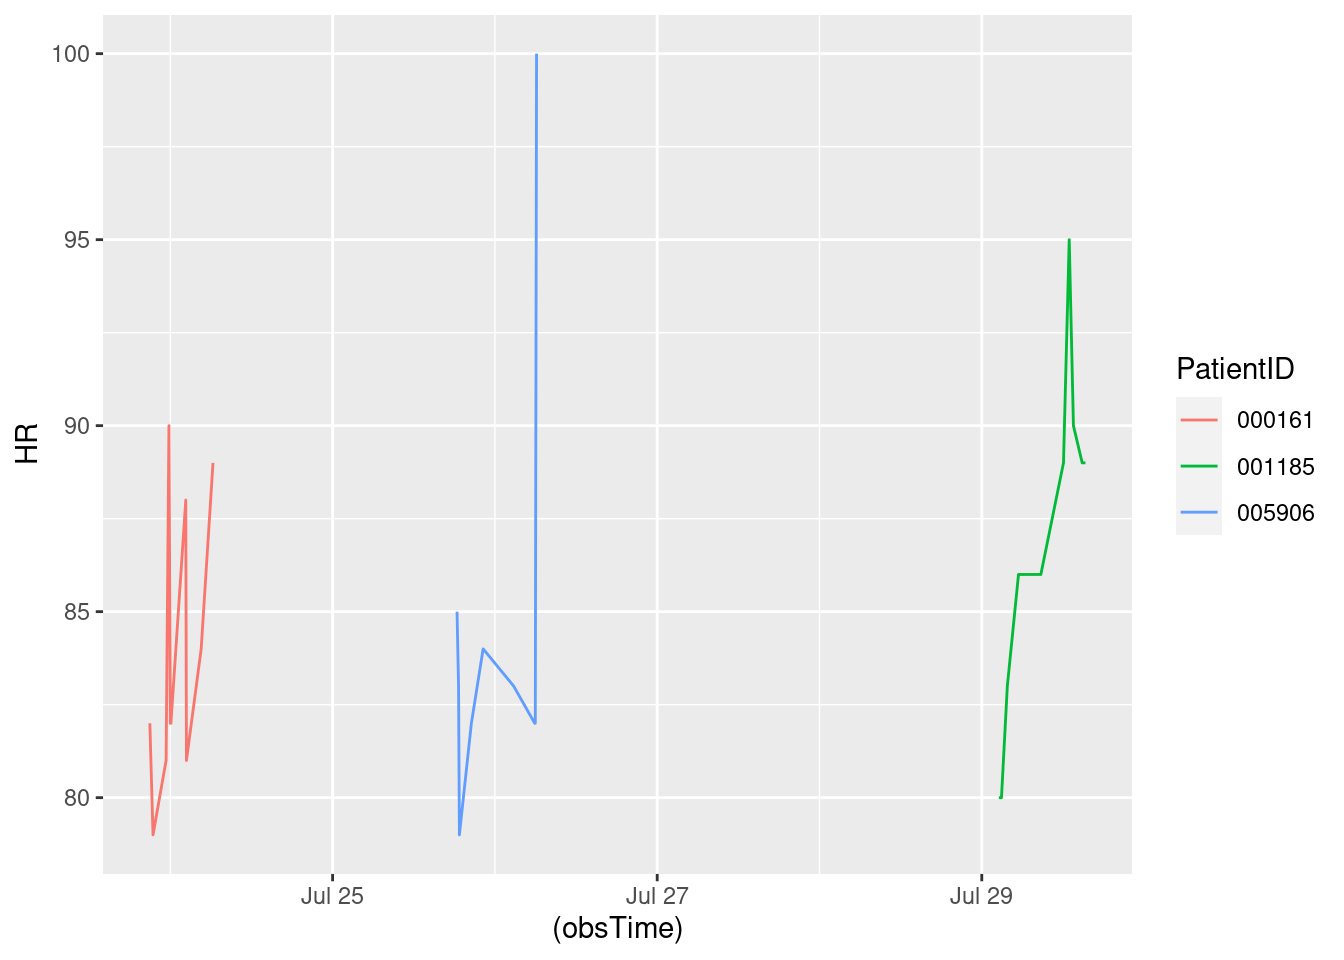 100
95
90
85
80
HR
Jul 25
Jul 27
Jul 29
(obsTime)
PatientID
000161
001185
005906